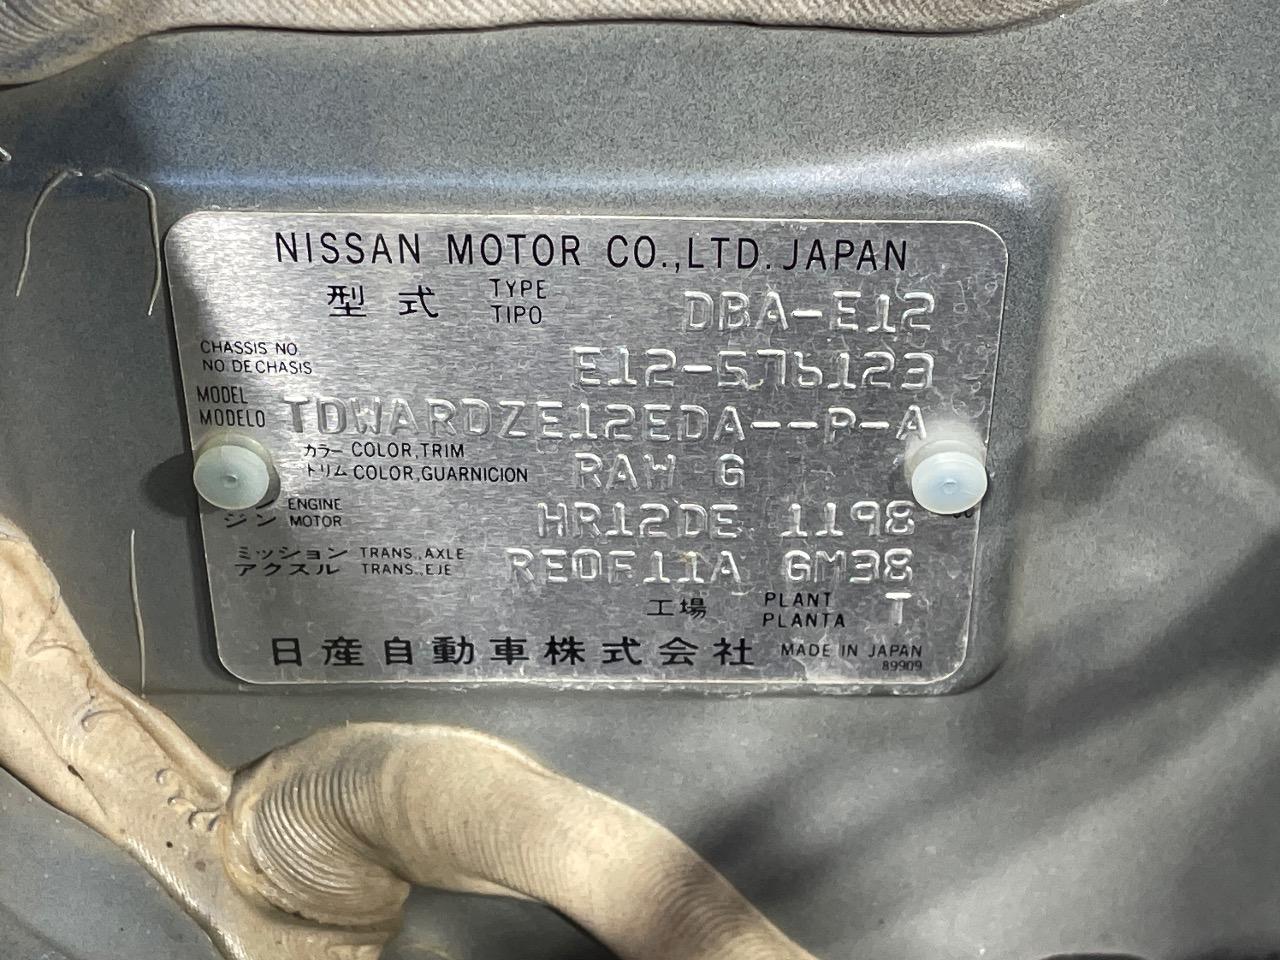 NISSAN MOTOR CO.,LTD. JAPAN
型式 TYPE TIPO DBA-E12
CHASSIS NO.
NO. DE CHASIS E12-576123
MODEL
MODELO TDWARDZE12EDA--P-A
カラー COLOR,TRIM
トリム COLOR,GUARNICION RAW G
ENGINE
ジン MOTOR HR12DE 1198
ミッション TRANS.,AXLE
アクスル TRANS.,EJE RE0F11A GM38
工場 PLANT PLANTA T
日産自動車株式会社 MADE IN JAPAN
89909